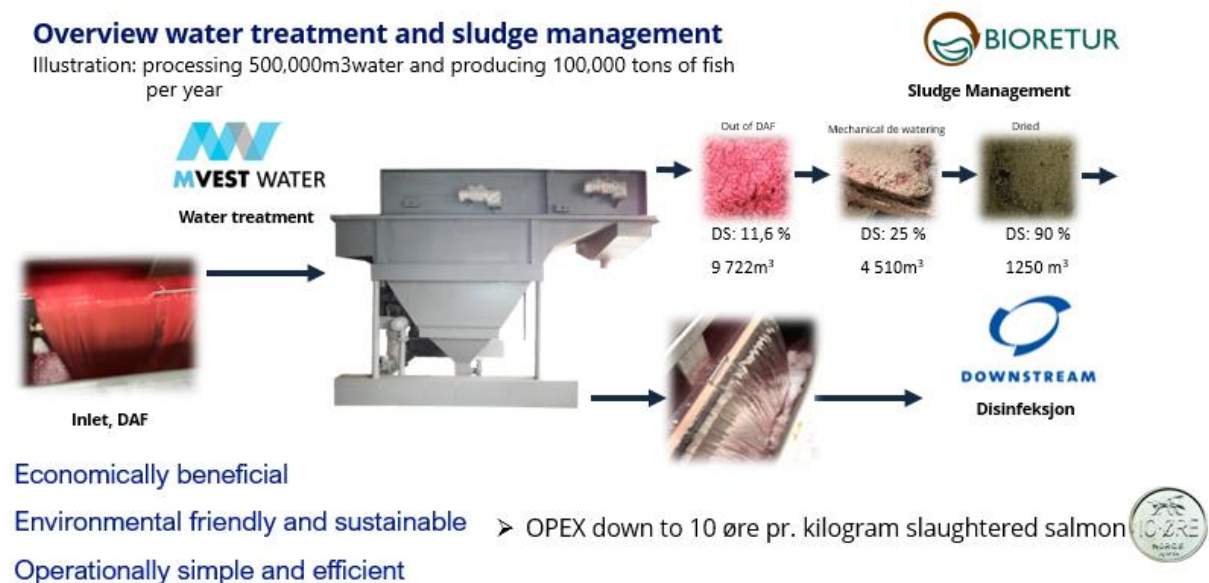 Overview water treatment and sludge management
Illustration: processing 500,000m3water and producing 100,000 tons of fish
per year
BIORETUR
Sludge Management
MVEST WATER
Water treatment
Out of DAF
Mechanical de watering
Dried
DS: 11,6 %
DS: 25 %
DS: 90 %
9 722m³
4 510m³
1250 m³
Inlet, DAF
DOWNSTREAM
Disinfeksjon
Economically beneficial
Environmental friendly and sustainable
➢ OPEX down to 10 øre pr. kilogram slaughtered salmon
10·ØRE
NORGE
Operationally simple and efficient